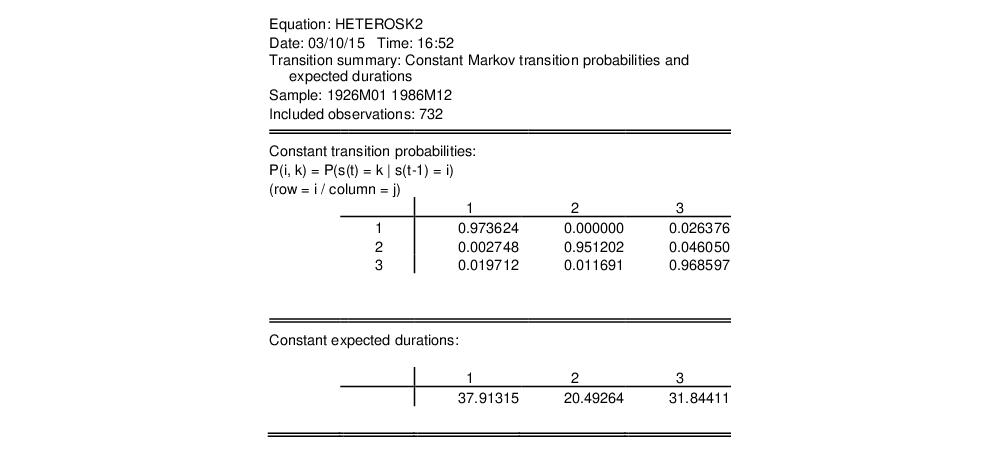 Equation: HETEROSK2
Date: 03/10/15   Time: 16:52
Transition summary: Constant Markov transition probabilities and
expected durations
Sample: 1926M01 1986M12
Included observations: 732
Constant transition probabilities:
P(i, k) = P(s(t) = k | s(t-1) = i)
(row = i / column = j)
1 2 3
1 0.973624 0.000000 0.026376
2 0.002748 0.951202 0.046050
3 0.019712 0.011691 0.968597
Constant expected durations:
1 2 3
37.91315 20.49264 31.84411